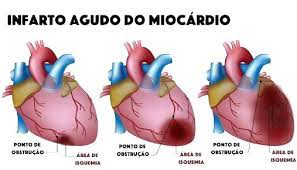 INFARTO AGUDO DO MIOCÁRDIO
PONTO DE
OBSTRUÇÃO
ÁREA DE
ISQUEMIA
PONTO DE
OBSTRUÇÃO
ÁREA DE
ISQUEMIA
PONTO DE
OBSTRUÇÃO
ÁREA DE
ISQUEMIA